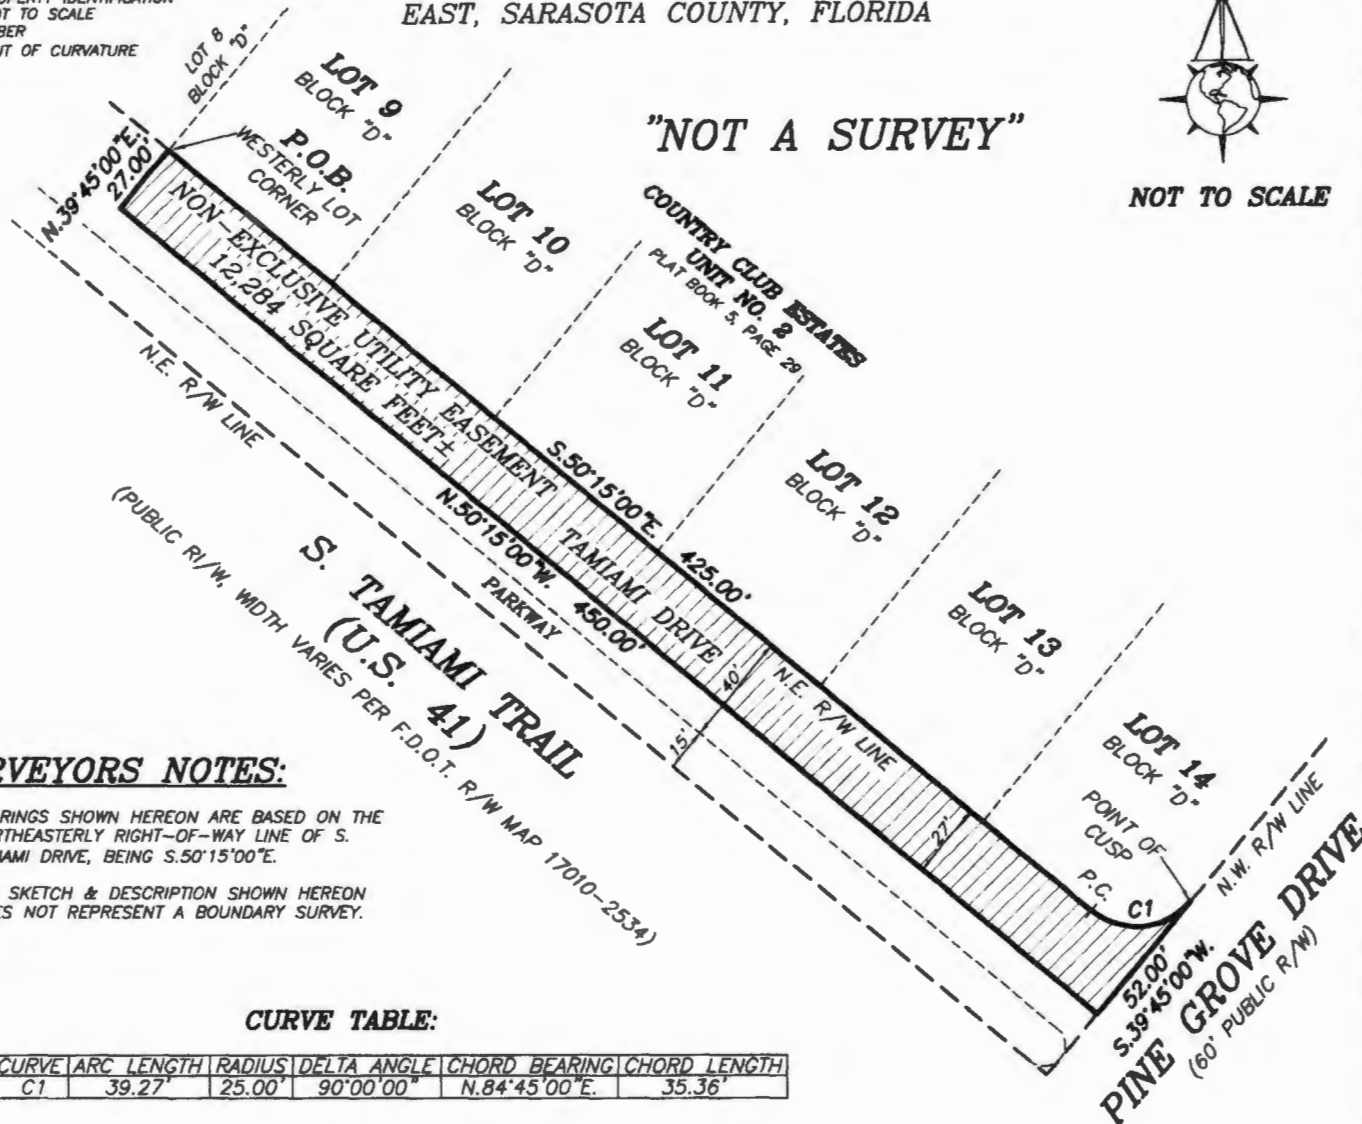 OPERTY IDENTIFICATION
OT TO SCALE
BER
NT OF CURVATURE
EAST, SARASOTA COUNTY, FLORIDA
"NOT A SURVEY"
NOT TO SCALE
LOT 8
BLOCK "D"
LOT 9
BLOCK "D"
P.O.B.
WESTERLY LOT
CORNER
N.39°45'00"E.
27.00'
LOT 10
BLOCK "D"
COUNTRY CLUB ESTATES
UNIT NO. 2
PLAT BOOK 5, PAGE 29
LOT 11
BLOCK "D"
LOT 12
BLOCK "D"
LOT 13
BLOCK "D"
LOT 14
BLOCK "D"
NON-EXCLUSIVE UTILITY EASEMENT
12,284 SQUARE FEET±
S.50°15'00"E. 425.00'
TAMIAMI DRIVE
N.50°15'00"W. 450.00'
PARKWAY
N.E. R/W LINE
N.E. R/W LINE
40'
15'
27'
S. TAMIAMI TRAIL
(U.S. 41)
(PUBLIC RI/W, WIDTH VARIES PER F.D.O.T. R/W MAP 17010-2534)
POINT OF
CUSP
P.C.
C1
N.W. R/W LINE
52.00'
S.39°45'00"W.
PINE GROVE DRIVE
(60' PUBLIC R/W)
RVEYORS NOTES:
RINGS SHOWN HEREON ARE BASED ON THE
RTHEASTERLY RIGHT-OF-WAY LINE OF S.
IAMI DRIVE, BEING S.50°15'00"E.
SKETCH & DESCRIPTION SHOWN HEREON
ES NOT REPRESENT A BOUNDARY SURVEY.
CURVE TABLE:
CURVE ARC LENGTH RADIUS DELTA ANGLE CHORD BEARING CHORD LENGTH
C1 39.27' 25.00' 90°00'00" N.84°45'00"E. 35.36'